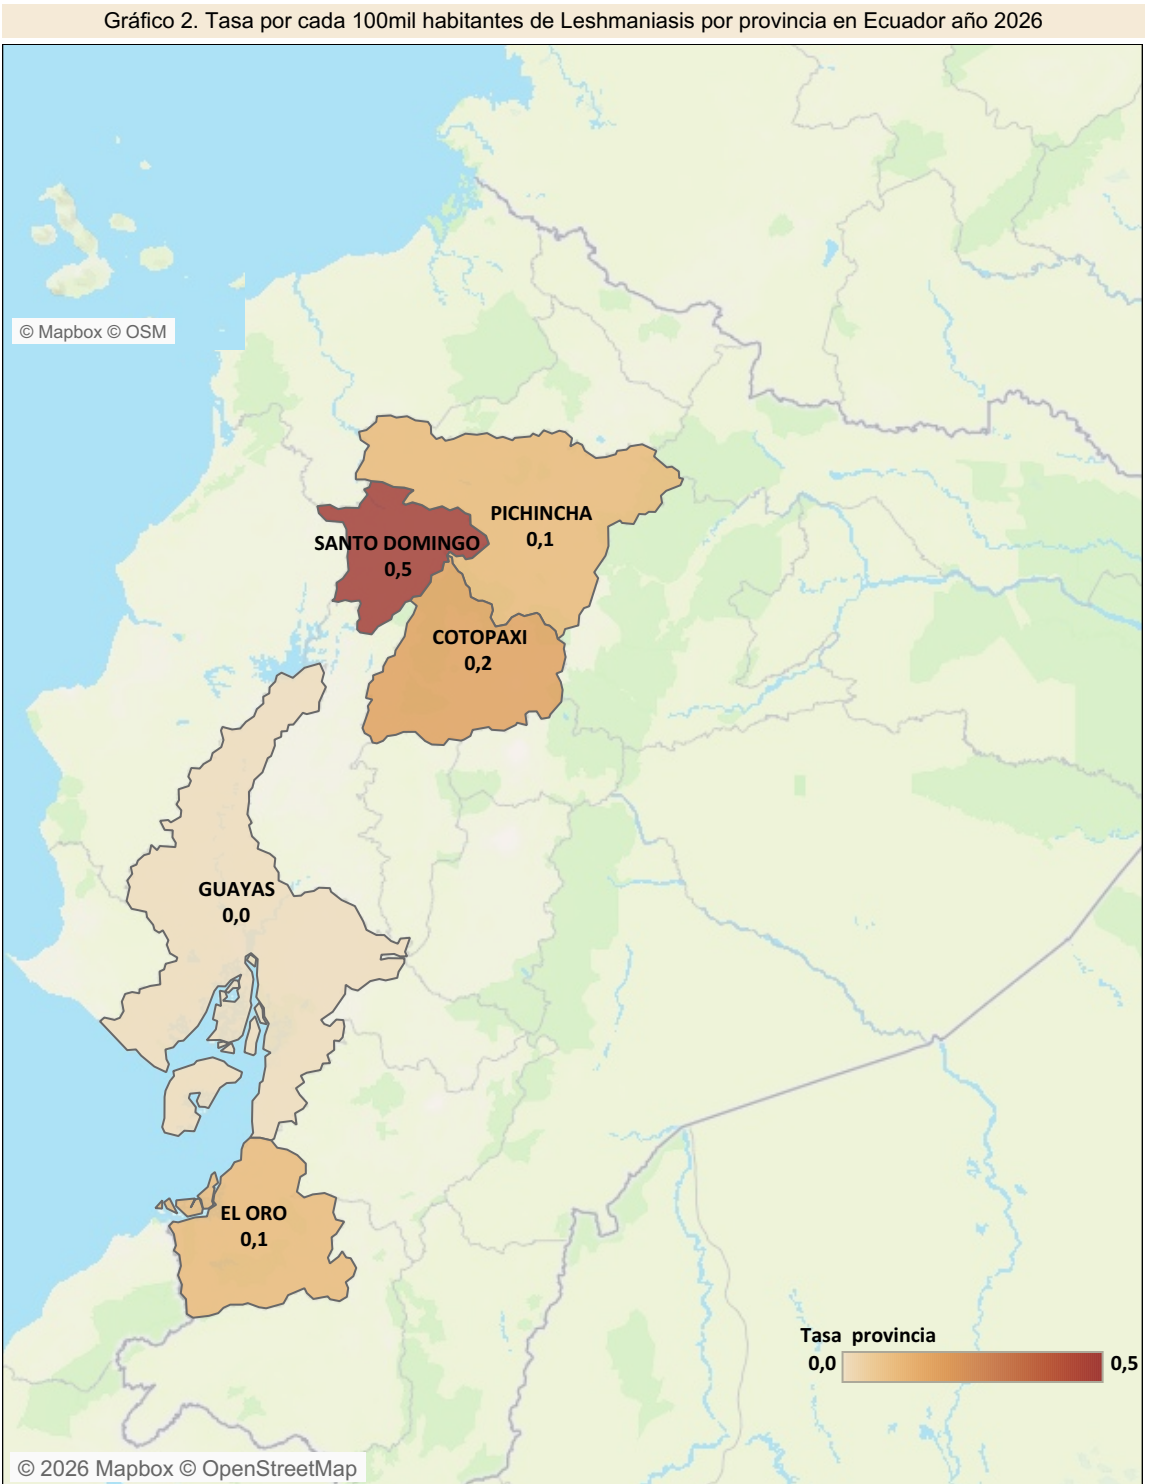 Gráfico 2. Tasa por cada 100mil habitantes de Leshmaniasis por provincia en Ecuador año 2026
© Mapbox © OSM
PICHINCHA
0,1
SANTO DOMINGO
0,5
COTOPAXI
0,2
GUAYAS
0,0
EL ORO
0,1
Tasa provincia
0,0 0,5
© 2026 Mapbox © OpenStreetMap